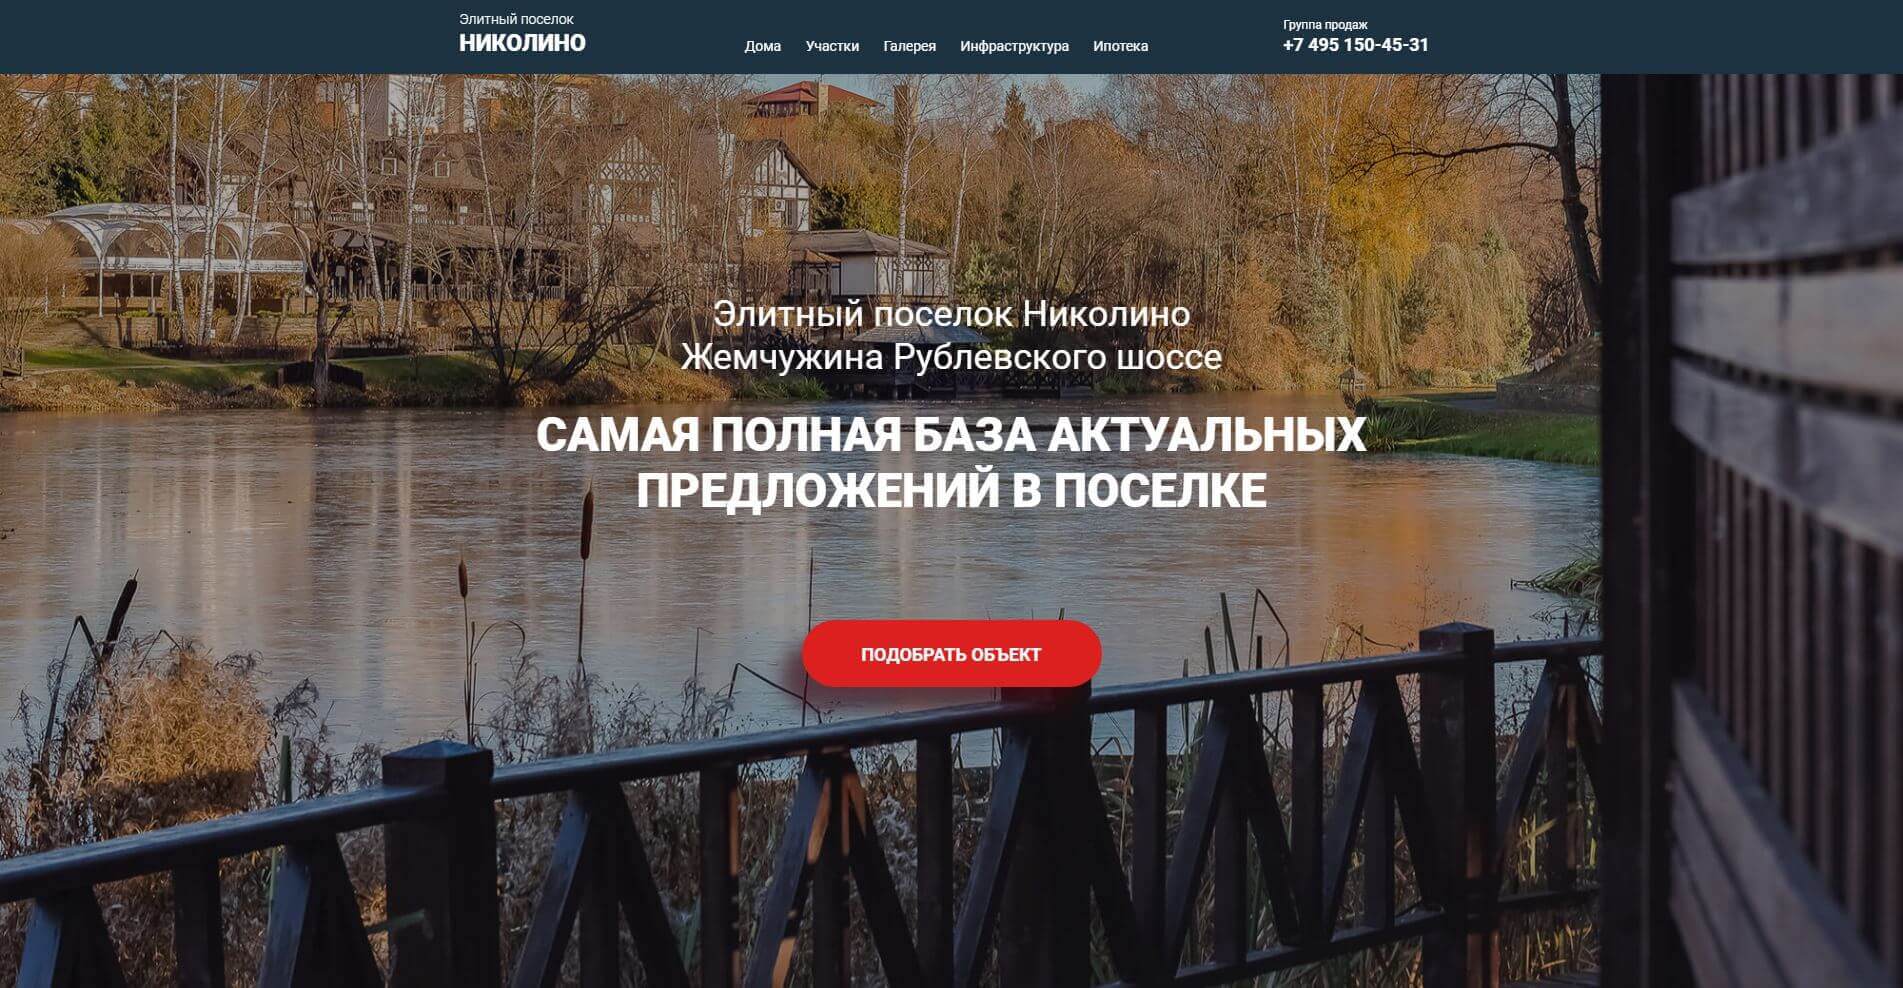 Элитный поселок
НИКОЛИНО
Дома Участки Галерея Инфраструктура Ипотека
Группа продаж
+7 495 150-45-31
Элитный поселок Николино
Жемчужина Рублевского шоссе
САМАЯ ПОЛНАЯ БАЗА АКТУАЛЬНЫХ
ПРЕДЛОЖЕНИЙ В ПОСЕЛКЕ
ПОДОБРАТЬ ОБЪЕКТ